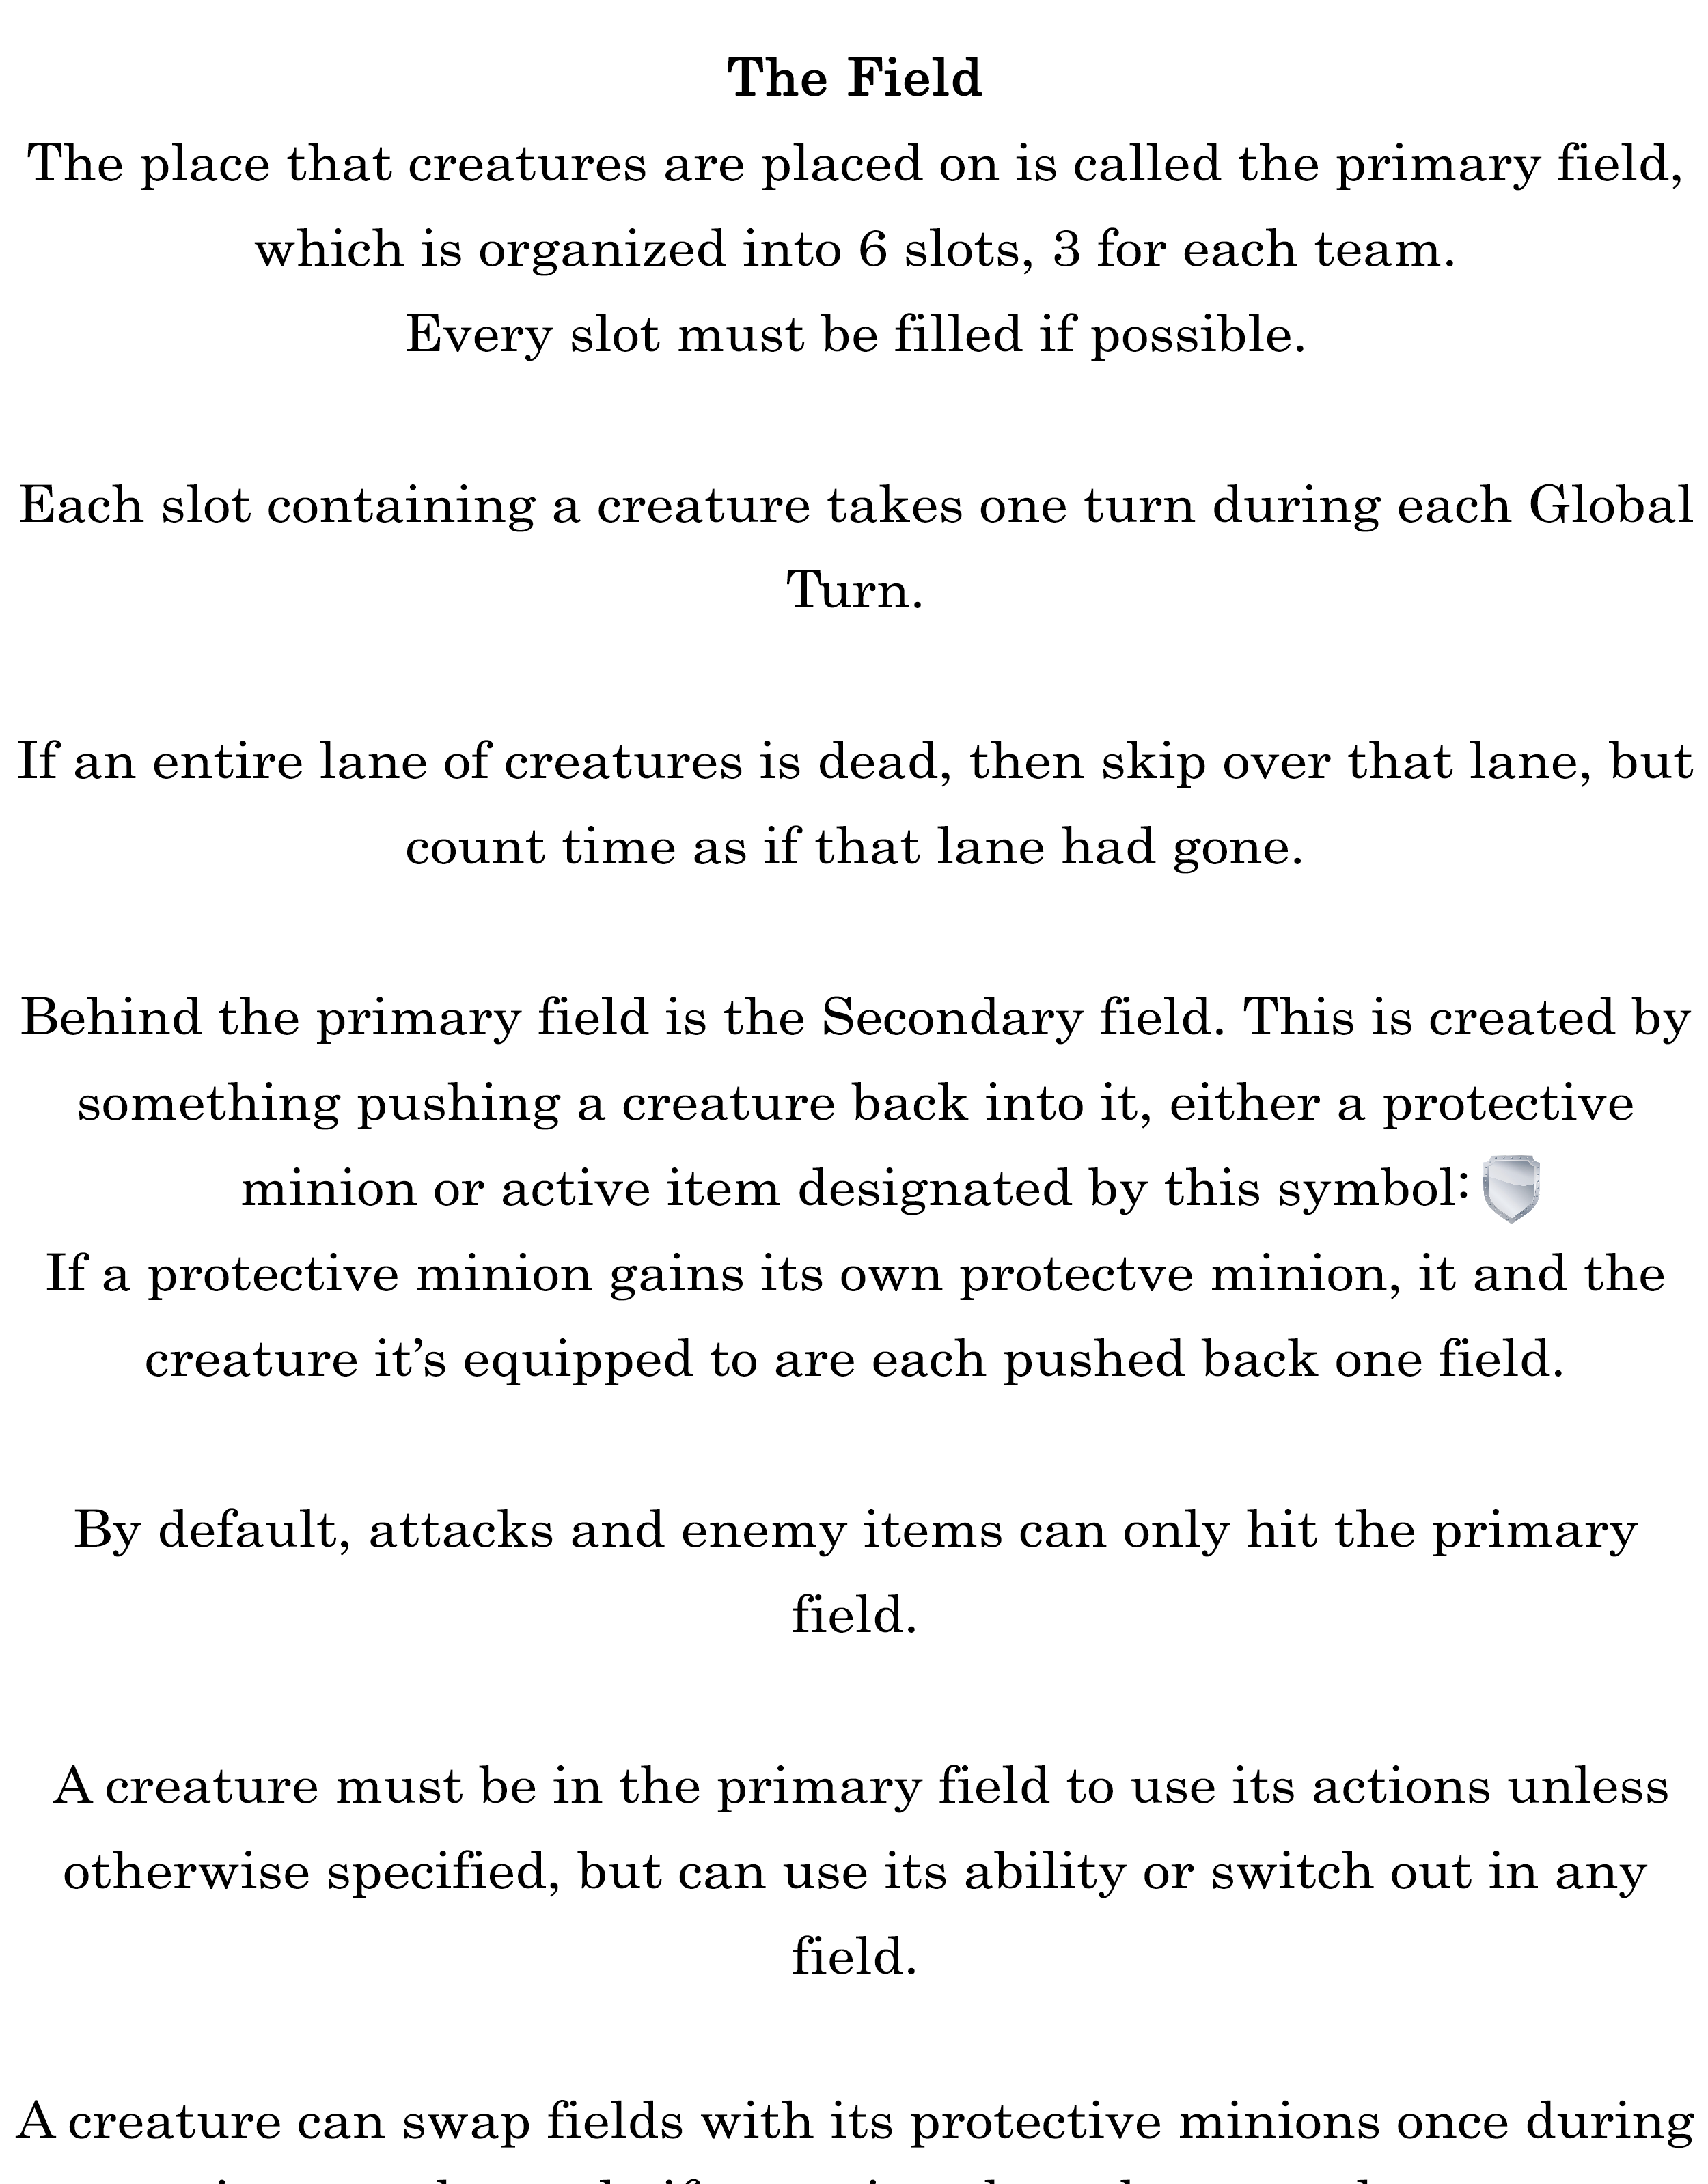 The Field
The place that creatures are placed on is called the primary field,
which is organized into 6 slots, 3 for each team.
Every slot must be filled if possible.
Each slot containing a creature takes one turn during each Global
Turn.
If an entire lane of creatures is dead, then skip over that lane, but
count time as if that lane had gone.
Behind the primary field is the Secondary field. This is created by
something pushing a creature back into it, either a protective
minion or active item designated by this symbol:
If a protective minion gains its own protectve minion, it and the
creature it’s equipped to are each pushed back one field.
By default, attacks and enemy items can only hit the primary
field.
A creature must be in the primary field to use its actions unless
otherwise specified, but can use its ability or switch out in any
field.
A creature can swap fields with its protective minions once during